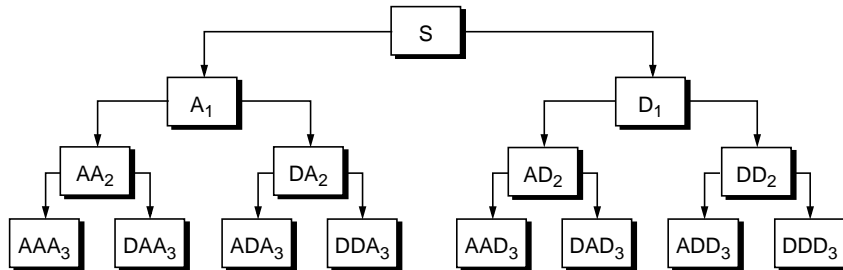 S
A₁ D₁
AA₂ DA₂ AD₂ DD₂
AAA₃ DAA₃ ADA₃ DDA₃ AAD₃ DAD₃ ADD₃ DDD₃